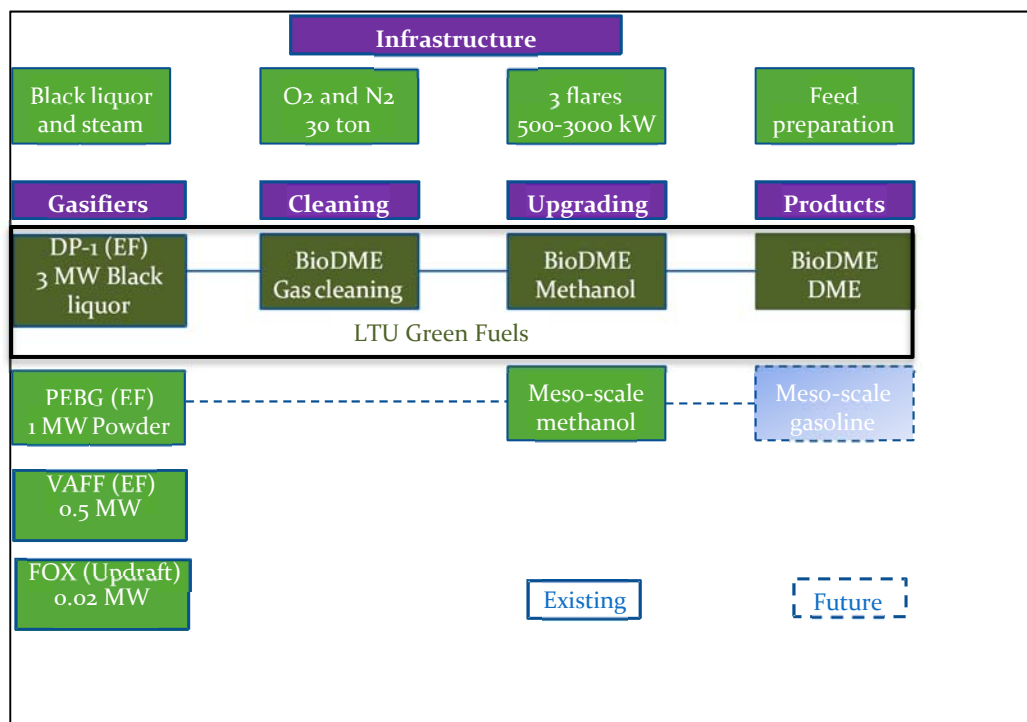 Infrastructure
Black liquor
and steam
O2 and N2
30 ton
3 flares
500-3000 kW
Feed
preparation
Gasifiers
Cleaning
Upgrading
Products
DP-1 (EF)
3 MW Black
liquor
BioDME
Gas cleaning
BioDME
Methanol
BioDME
DME
LTU Green Fuels
PEBG (EF)
1 MW Powder
Meso-scale
methanol
Meso-scale
gasoline
VAFF (EF)
0.5 MW
FOX (Updraft)
0.02 MW
Existing
Future